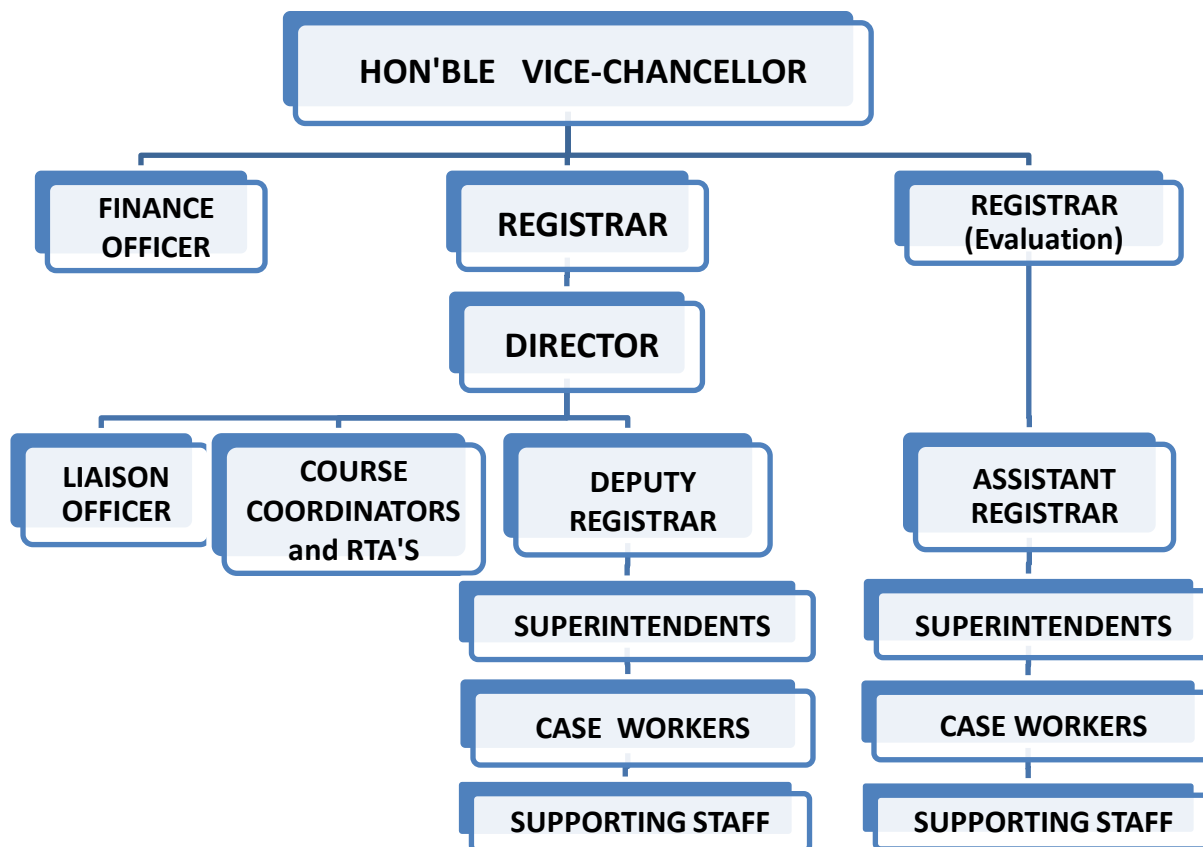 HON'BLE VICE-CHANCELLOR
FINANCE
OFFICER
REGISTRAR
REGISTRAR
(Evaluation)
DIRECTOR
LIAISON
OFFICER
COURSE
COORDINATORS
and RTA'S
DEPUTY
REGISTRAR
ASSISTANT
REGISTRAR
SUPERINTENDENTS
SUPERINTENDENTS
CASE WORKERS
CASE WORKERS
SUPPORTING STAFF
SUPPORTING STAFF